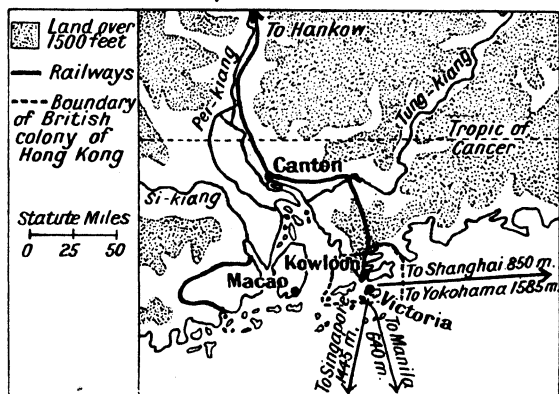 Land over
1500 feet
Railways
Boundary
of British
colony of
Hong Kong
Statute Miles
0 25 50
To Hankow
Pei-kiang
Tung-kiang
Tropic of
Cancer
Canton
Si-kiang
Kowloon
Macao
To Shanghai 850 m.
To Yokohama 1585 m.
Victoria
To Singapore
1445 m.
To Manila
640 m.